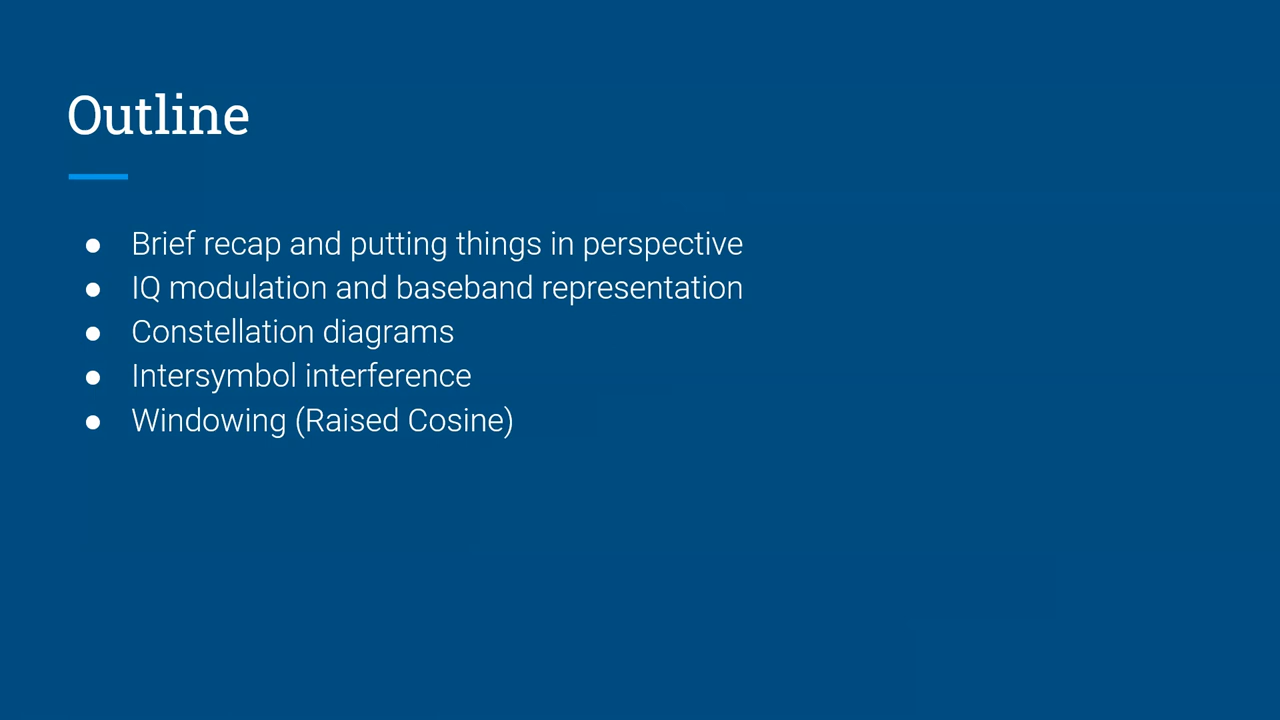 Outline
● Brief recap and putting things in perspective
● IQ modulation and baseband representation
● Constellation diagrams
● Intersymbol interference
● Windowing (Raised Cosine)